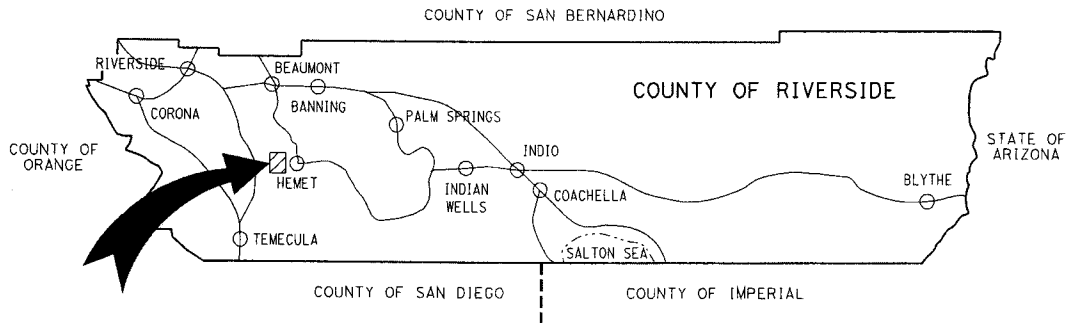 COUNTY OF SAN BERNARDINO
RIVERSIDE
BEAUMONT
COUNTY OF RIVERSIDE
CORONA
BANNING
PALM SPRINGS
COUNTY OF
ORANGE
STATE OF
ARIZONA
HEMET
INDIO
INDIAN
WELLS
COACHELLA
BLYTHE
TEMECULA
SALTON SEA
COUNTY OF SAN DIEGO
COUNTY OF IMPERIAL